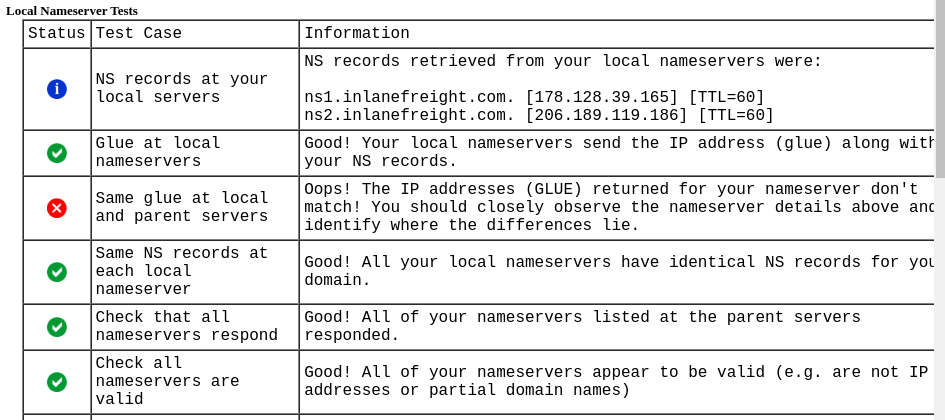 Local Nameserver Tests
Status Test Case Information
NS records at your
local servers
NS records retrieved from your local nameservers were:
ns1.inlanefreight.com. [178.128.39.165] [TTL=60]
ns2.inlanefreight.com. [206.189.119.186] [TTL=60]
Glue at local
nameservers
Good! Your local nameservers send the IP address (glue) along with
your NS records.
Same glue at local
and parent servers
Oops! The IP addresses (GLUE) returned for your nameserver don't
match! You should closely observe the nameserver details above and
identify where the differences lie.
Same NS records at
each local
nameserver
Good! All your local nameservers have identical NS records for you
domain.
Check that all
nameservers respond
Good! All of your nameservers listed at the parent servers
responded.
Check all
nameservers are
valid
Good! All of your nameservers appear to be valid (e.g. are not IP
addresses or partial domain names)